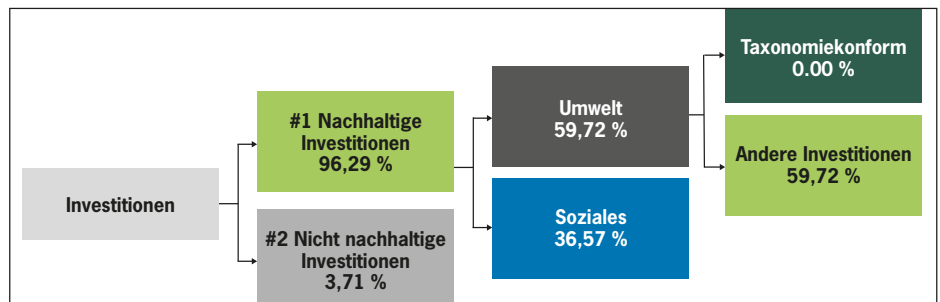 Investitionen
#1 Nachhaltige
Investitionen
96,29 %
#2 Nicht nachhaltige
Investitionen
3,71 %
Umwelt
59,72 %
Soziales
36,57 %
Taxonomiekonform
0.00 %
Andere Investitionen
59,72 %